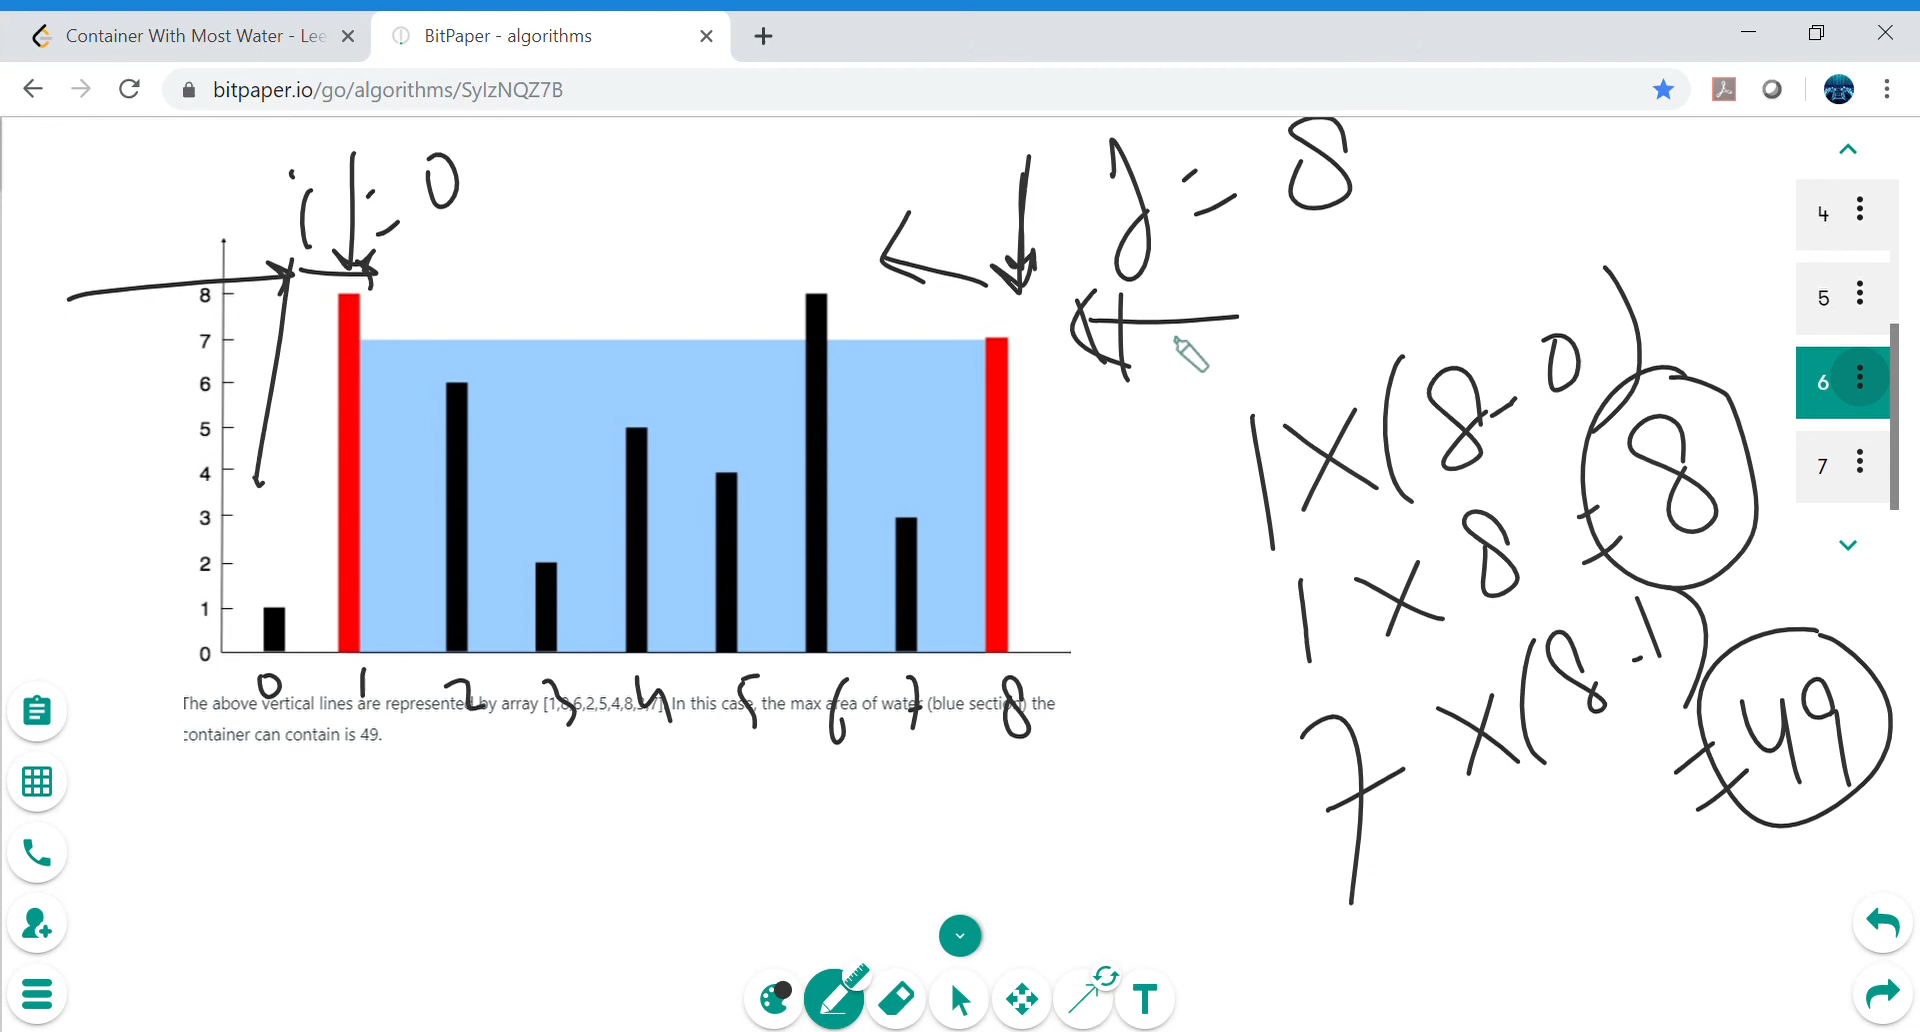 Container With Most Water - Lee
BitPaper - algorithms
bitpaper.io/go/algorithms/SyIzNQZ7B
i = 0
j = 8
4
5
6
7
8
7
6
5
4
3
2
1
0
0 1 2 3 4 5 6 7 8
The above vertical lines are represented by array [1,8,6,2,5,4,8,3,7]. In this case, the max area of water (blue section) the
container can contain is 49.
1 x (8 - 0)
1 x 8 = 8
7 x (8 - 1) = 49
T